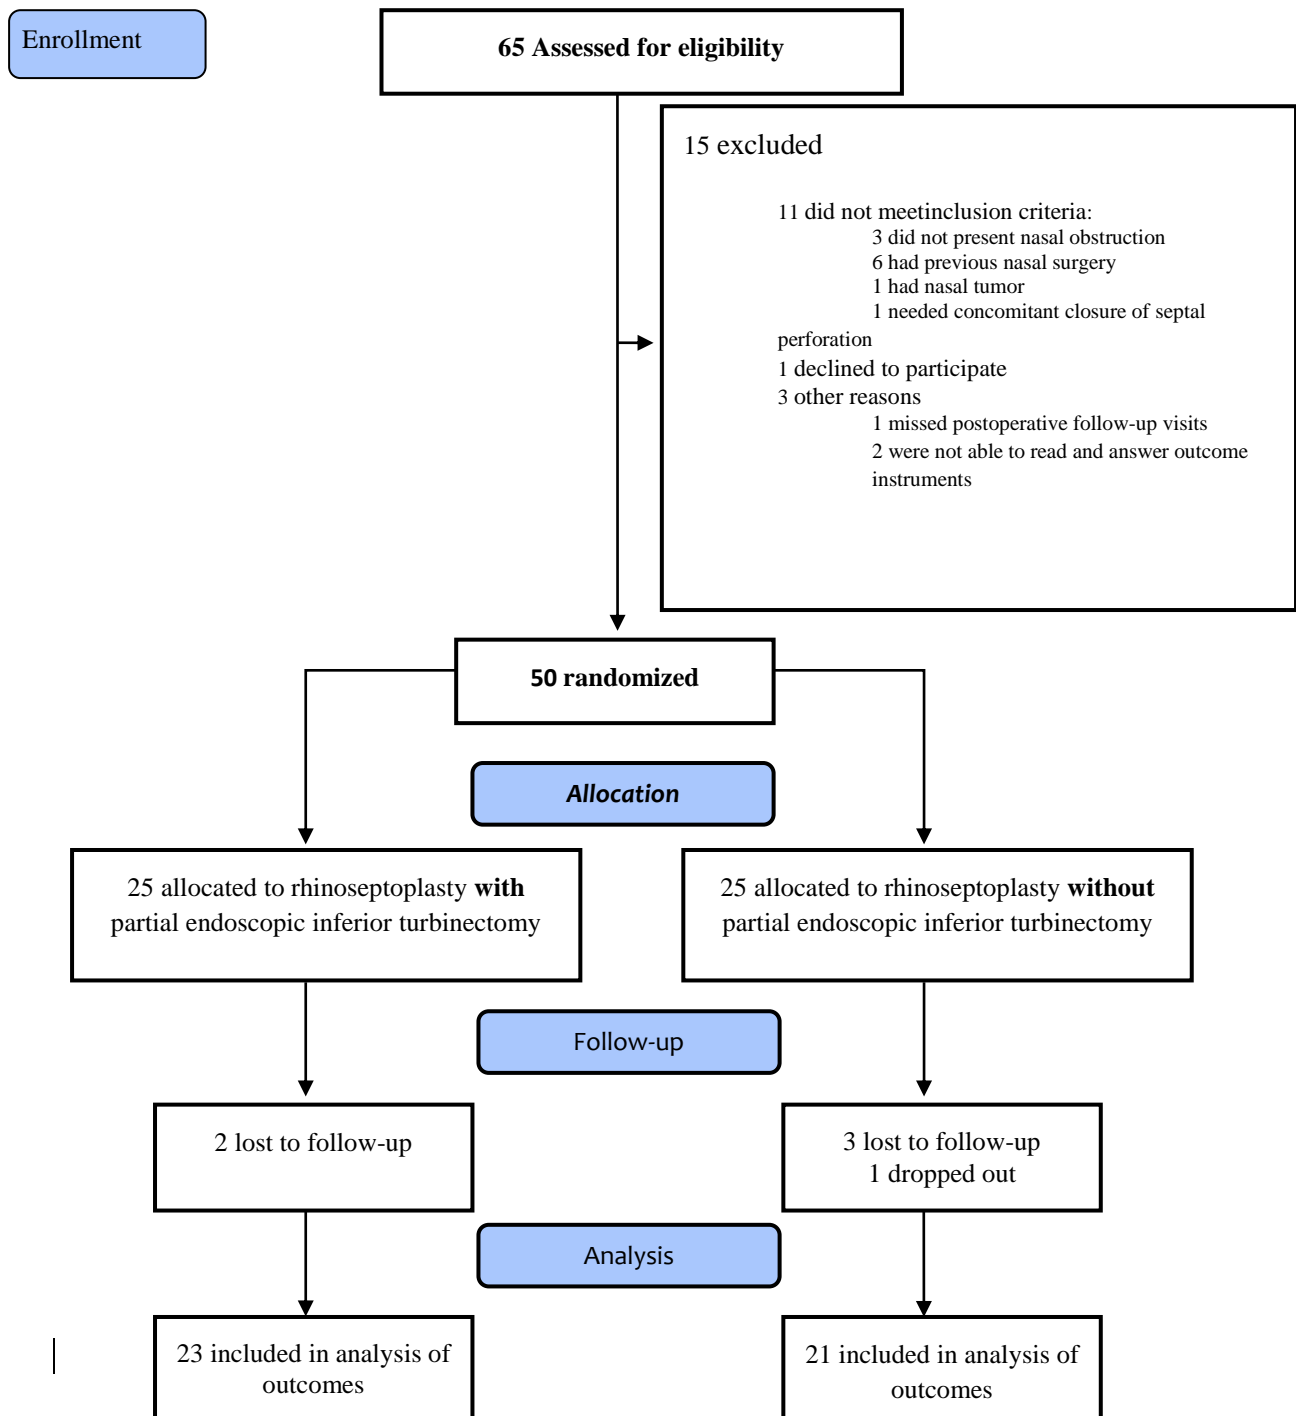 Enrollment
65 Assessed for eligibility
15 excluded
11 did not meetinclusion criteria:
3 did not present nasal obstruction
6 had previous nasal surgery
1 had nasal tumor
1 needed concomitant closure of septal
perforation
1 declined to participate
3 other reasons
1 missed postoperative follow-up visits
2 were not able to read and answer outcome
instruments
50 randomized
Allocation
25 allocated to rhinoseptoplasty with
partial endoscopic inferior turbinectomy
25 allocated to rhinoseptoplasty without
partial endoscopic inferior turbinectomy
Follow-up
2 lost to follow-up
3 lost to follow-up
1 dropped out
Analysis
23 included in analysis of
outcomes
21 included in analysis of
outcomes